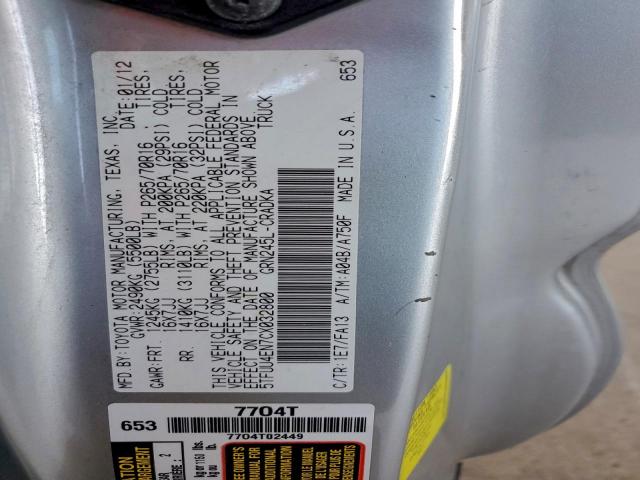 MFD. BY: TOYOTA MOTOR MANUFACTURING, TEXAS, INC.
GVWR:2490KG (5500LB) DATE: 01/12
GAWR:FRT. 1245KG (2755LB) WITH P265/70R16 TIRES,
16X7JJ RIMS, AT 200KPA (29PSI) COLD
RR. 1410KG (3110LB) WITH P265/70R16 TIRES,
16X7JJ RIMS, AT 220KPA (32PSI) COLD
THIS VEHICLE CONFORMS TO ALL APPLICABLE FEDERAL MOTOR
VEHICLE SAFETY AND THEFT PREVENTION STANDARDS IN
EFFECT ON THE DATE OF MANUFACTURE SHOWN ABOVE
5TFUU4EN7CX032800 GRN245L-CRADKA TRUCK
653
C/TR:1E7/FA13 A/TM:A04B/A750F MADE IN U.S.A.
7704T
653
7704T02449